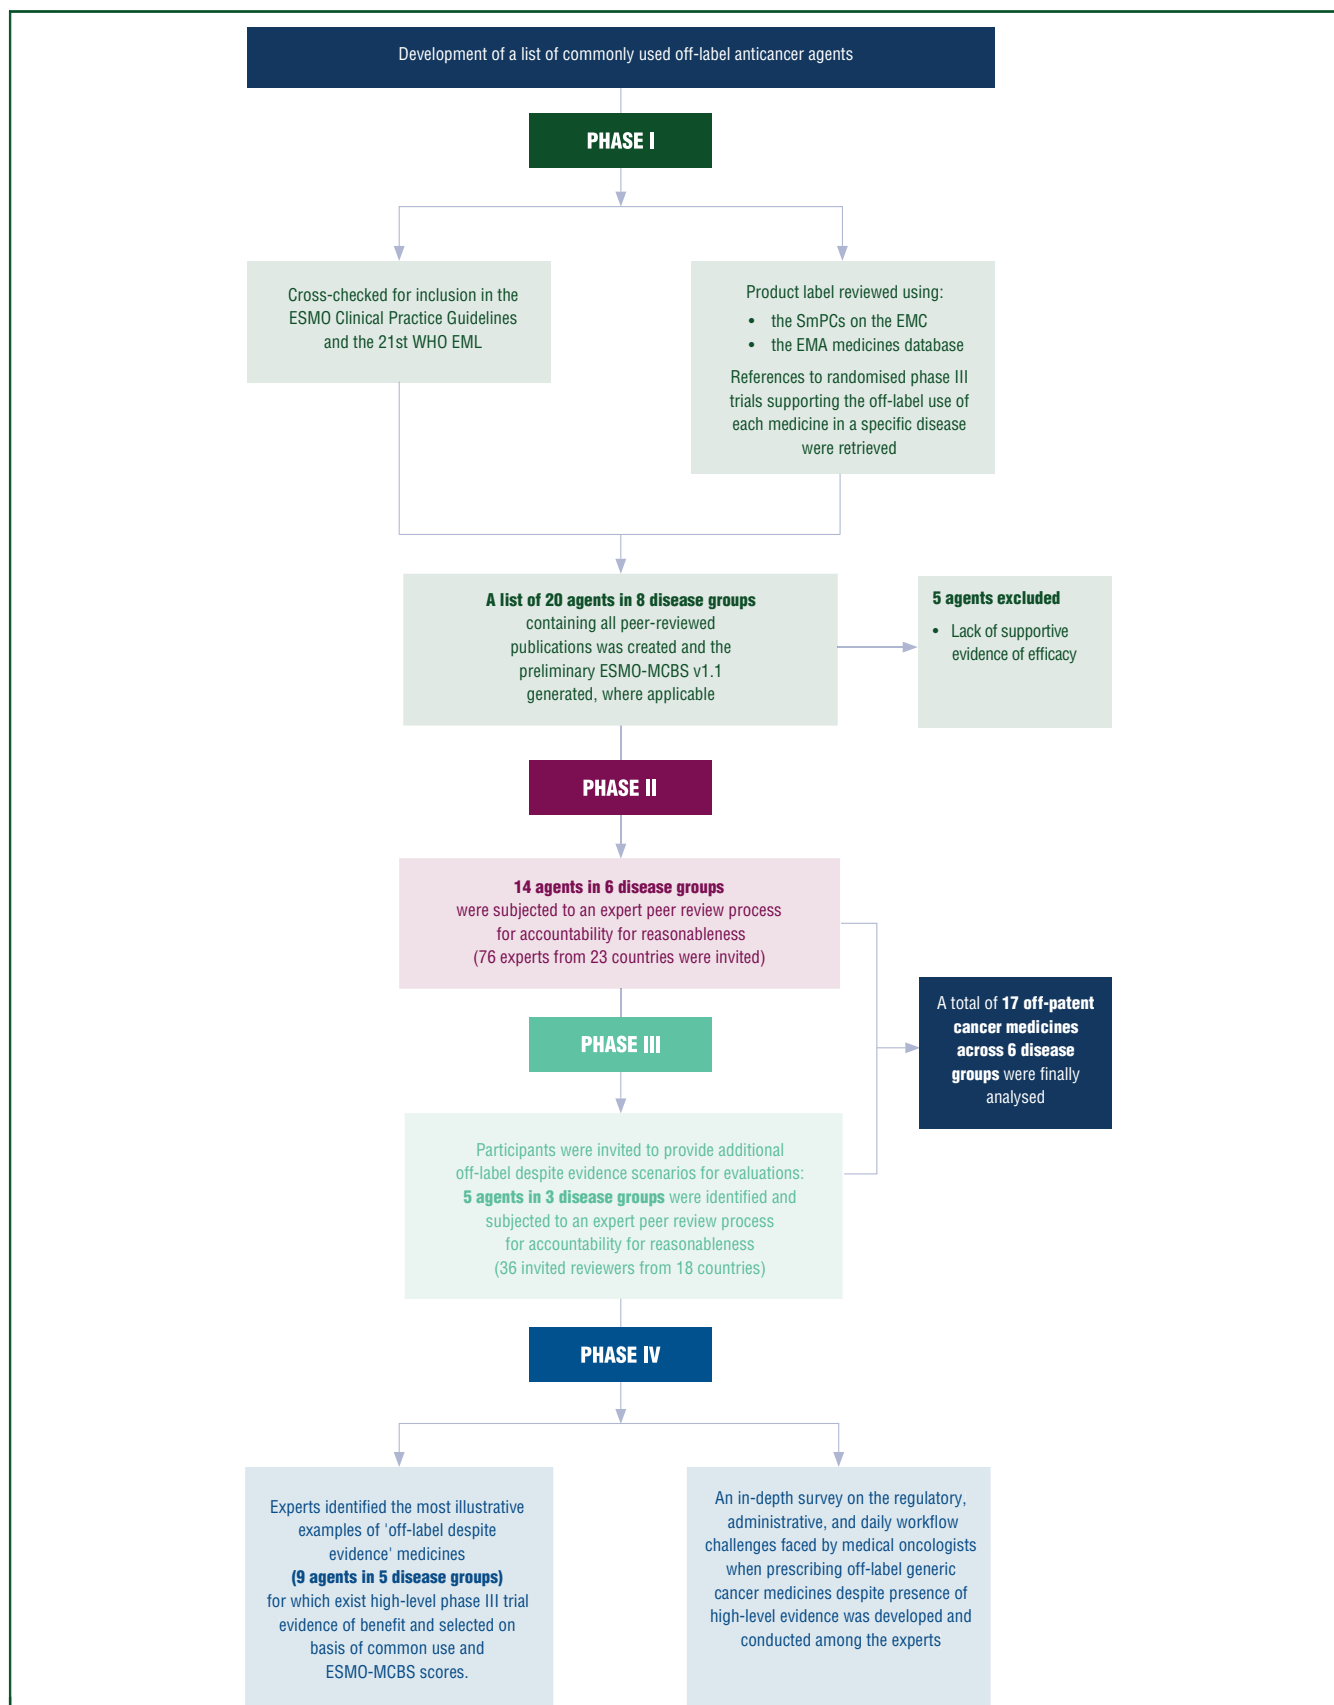 Development of a list of commonly used off-label anticancer agents
PHASE I
Cross-checked for inclusion in the
ESMO Clinical Practice Guidelines
and the 21st WHO EML
Product label reviewed using:
• the SmPCs on the EMC
• the EMA medicines database
References to randomised phase III
trials supporting the off-label use of
each medicine in a specific disease
were retrieved
A list of 20 agents in 8 disease groups
containing all peer-reviewed
publications was created and the
preliminary ESMO-MCBS v1.1
generated, where applicable
5 agents excluded
• Lack of supportive
evidence of efficacy
PHASE II
14 agents in 6 disease groups
were subjected to an expert peer review process
for accountability for reasonableness
(76 experts from 23 countries were invited)
PHASE III
A total of 17 off-patent
cancer medicines
across 6 disease
groups were finally
analysed
Participants were invited to provide additional
off-label despite evidence scenarios for evaluations:
5 agents in 3 disease groups were identified and
subjected to an expert peer review process
for accountability for reasonableness
(36 invited reviewers from 18 countries)
PHASE IV
Experts identified the most illustrative
examples of 'off-label despite
evidence' medicines
(9 agents in 5 disease groups)
for which exist high-level phase III trial
evidence of benefit and selected on
basis of common use and
ESMO-MCBS scores.
An in-depth survey on the regulatory,
administrative, and daily workflow
challenges faced by medical oncologists
when prescribing off-label generic
cancer medicines despite presence of
high-level evidence was developed and
conducted among the experts